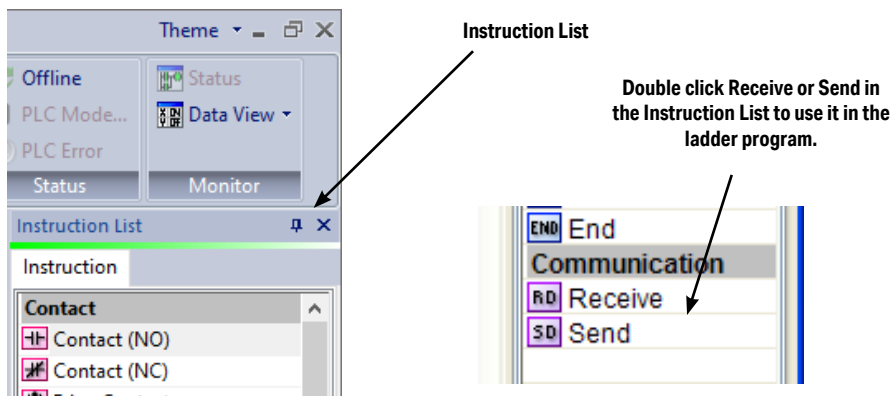 Theme
Instruction List
Offline
Status
PLC Mode...
Data View
PLC Error
Status
Monitor
Double click Receive or Send in
the Instruction List to use it in the
ladder program.
Instruction List
Instruction
Contact
Contact (NO)
Contact (NC)
END End
Communication
RD Receive
SD Send